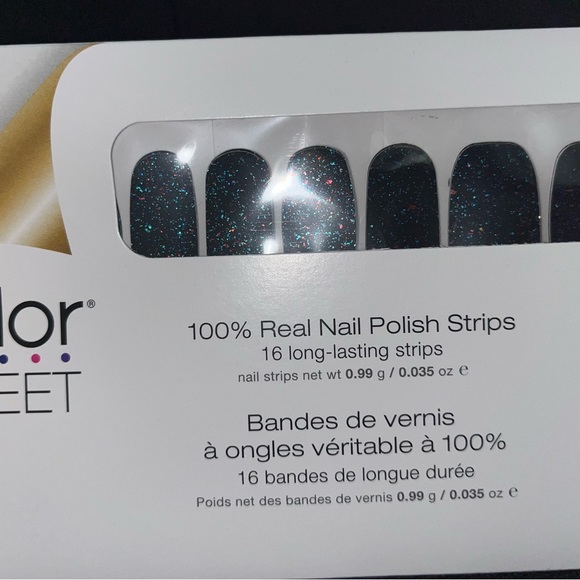 lor®
EET
100% Real Nail Polish Strips
16 long-lasting strips
nail strips net wt 0.99 g / 0.035 oz e
Bandes de vernis
à ongles véritable à 100%
16 bandes de longue durée
Poids net des bandes de vernis 0.99 g / 0.035 oz e